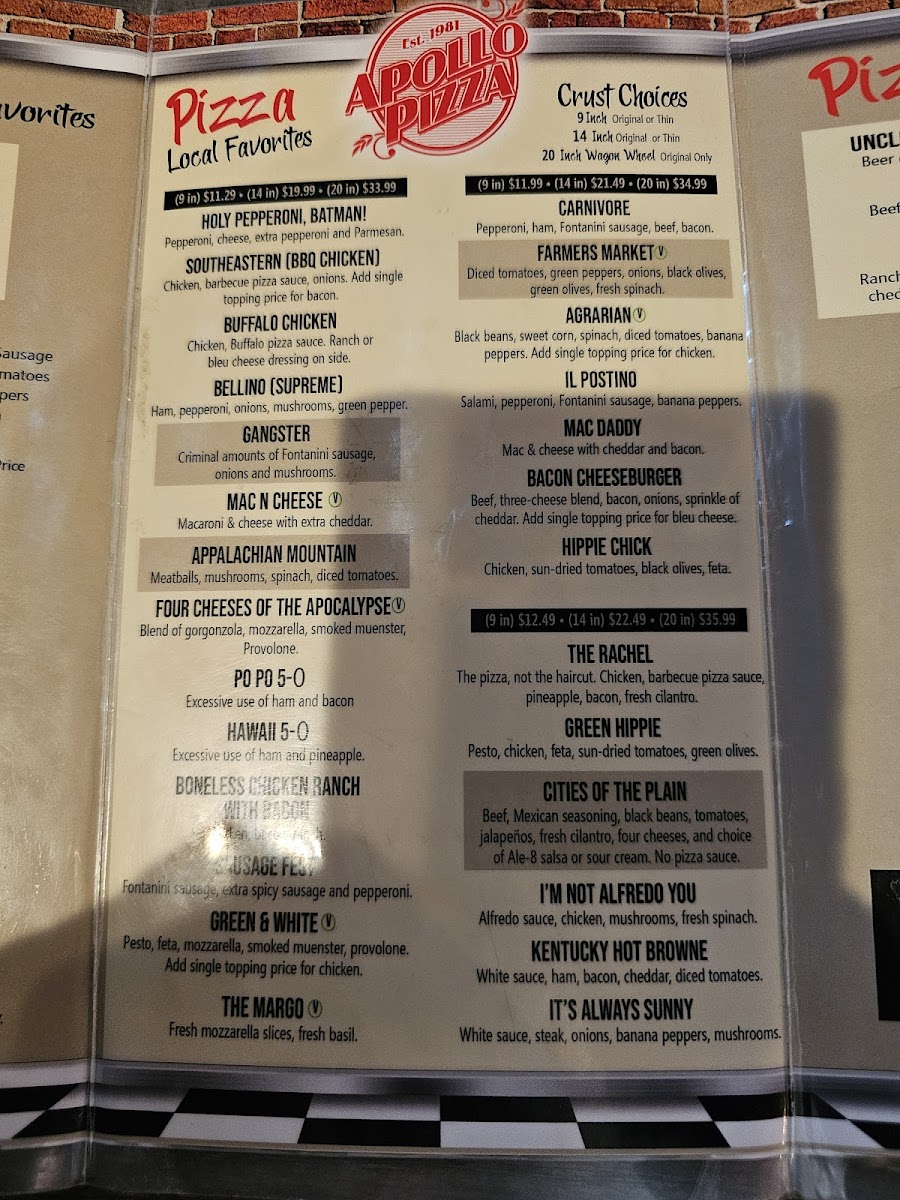 avorites
Sausage
matoes
pers
Price
Est. 1981
APOLLO
PIZZA
Pizza
Local Favorites
(9 in) $11.29 • (14 in) $19.99 • (20 in) $33.99
HOLY PEPPERONI, BATMAN!
Pepperoni, cheese, extra pepperoni and Parmesan.
SOUTHEASTERN (BBQ CHICKEN)
Chicken, barbecue pizza sauce, onions. Add single
topping price for bacon.
BUFFALO CHICKEN
Chicken, Buffalo pizza sauce. Ranch or
bleu cheese dressing on side.
BELLINO (SUPREME)
Ham, pepperoni, onions, mushrooms, green pepper.
GANGSTER
Criminal amounts of Fontanini sausage,
onions and mushrooms.
MAC N CHEESE V
Macaroni & cheese with extra cheddar.
APPALACHIAN MOUNTAIN
Meatballs, mushrooms, spinach, diced tomatoes.
FOUR CHEESES OF THE APOCALYPSE V
Blend of gorgonzola, mozzarella, smoked muenster,
Provolone.
PO PO 5-O
Excessive use of ham and bacon
HAWAII 5-O
Excessive use of ham and pineapple.
BONELESS CHICKEN RANCH
WITH BACON
SAUSAGE FEST
Fontanini sausage, extra spicy sausage and pepperoni.
GREEN & WHITE V
Pesto, feta, mozzarella, smoked muenster, provolone.
Add single topping price for chicken.
THE MARGO V
Fresh mozzarella slices, fresh basil.
Crust Choices
9 Inch Original or Thin
14 Inch Original or Thin
20 Inch Wagon Wheel Original Only
(9 in) $11.99 • (14 in) $21.49 • (20 in) $34.99
CARNIVORE
Pepperoni, ham, Fontanini sausage, beef, bacon.
FARMERS MARKET V
Diced tomatoes, green peppers, onions, black olives,
green olives, fresh spinach.
AGRARIAN V
Black beans, sweet corn, spinach, diced tomatoes, banana
peppers. Add single topping price for chicken.
IL POSTINO
Salami, pepperoni, Fontanini sausage, banana peppers.
MAC DADDY
Mac & cheese with cheddar and bacon.
BACON CHEESEBURGER
Beef, three-cheese blend, bacon, onions, sprinkle of
cheddar. Add single topping price for bleu cheese.
HIPPIE CHICK
Chicken, sun-dried tomatoes, black olives, feta.
(9 in) $12.49 • (14 in) $22.49 • (20 in) $35.99
THE RACHEL
The pizza, not the haircut. Chicken, barbecue pizza sauce,
pineapple, bacon, fresh cilantro.
GREEN HIPPIE
Pesto, chicken, feta, sun-dried tomatoes, green olives.
CITIES OF THE PLAIN
Beef, Mexican seasoning, black beans, tomatoes,
jalapeños, fresh cilantro, four cheeses, and choice
of Ale-8 salsa or sour cream. No pizza sauce.
I'M NOT ALFREDO YOU
Alfredo sauce, chicken, mushrooms, fresh spinach.
KENTUCKY HOT BROWNE
White sauce, ham, bacon, cheddar, diced tomatoes.
IT'S ALWAYS SUNNY
White sauce, steak, onions, banana peppers, mushrooms.
Piz
UNCL
Beer
Beef
Ranch
ched